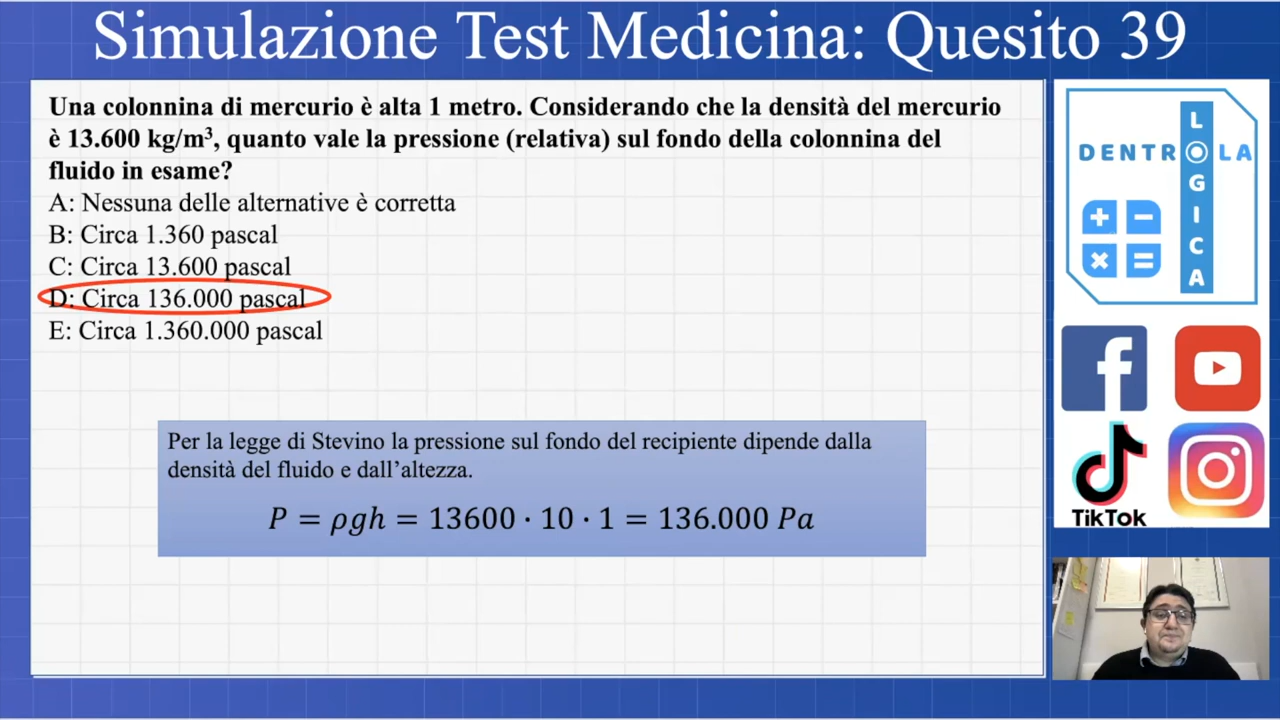 Simulazione Test Medicina: Quesito 39
Una colonnina di mercurio è alta 1 metro. Considerando che la densità del mercurio
è 13.600 kg/m³, quanto vale la pressione (relativa) sul fondo della colonnina del
fluido in esame?
A: Nessuna delle alternative è corretta
B: Circa 1.360 pascal
C: Circa 13.600 pascal
D: Circa 136.000 pascal
E: Circa 1.360.000 pascal
Per la legge di Stevino la pressione sul fondo del recipiente dipende dalla
densità del fluido e dall’altezza.
P = ρgh = 13600 · 10 · 1 = 136.000 Pa
DENTRO LA
LOGICA
TikTok